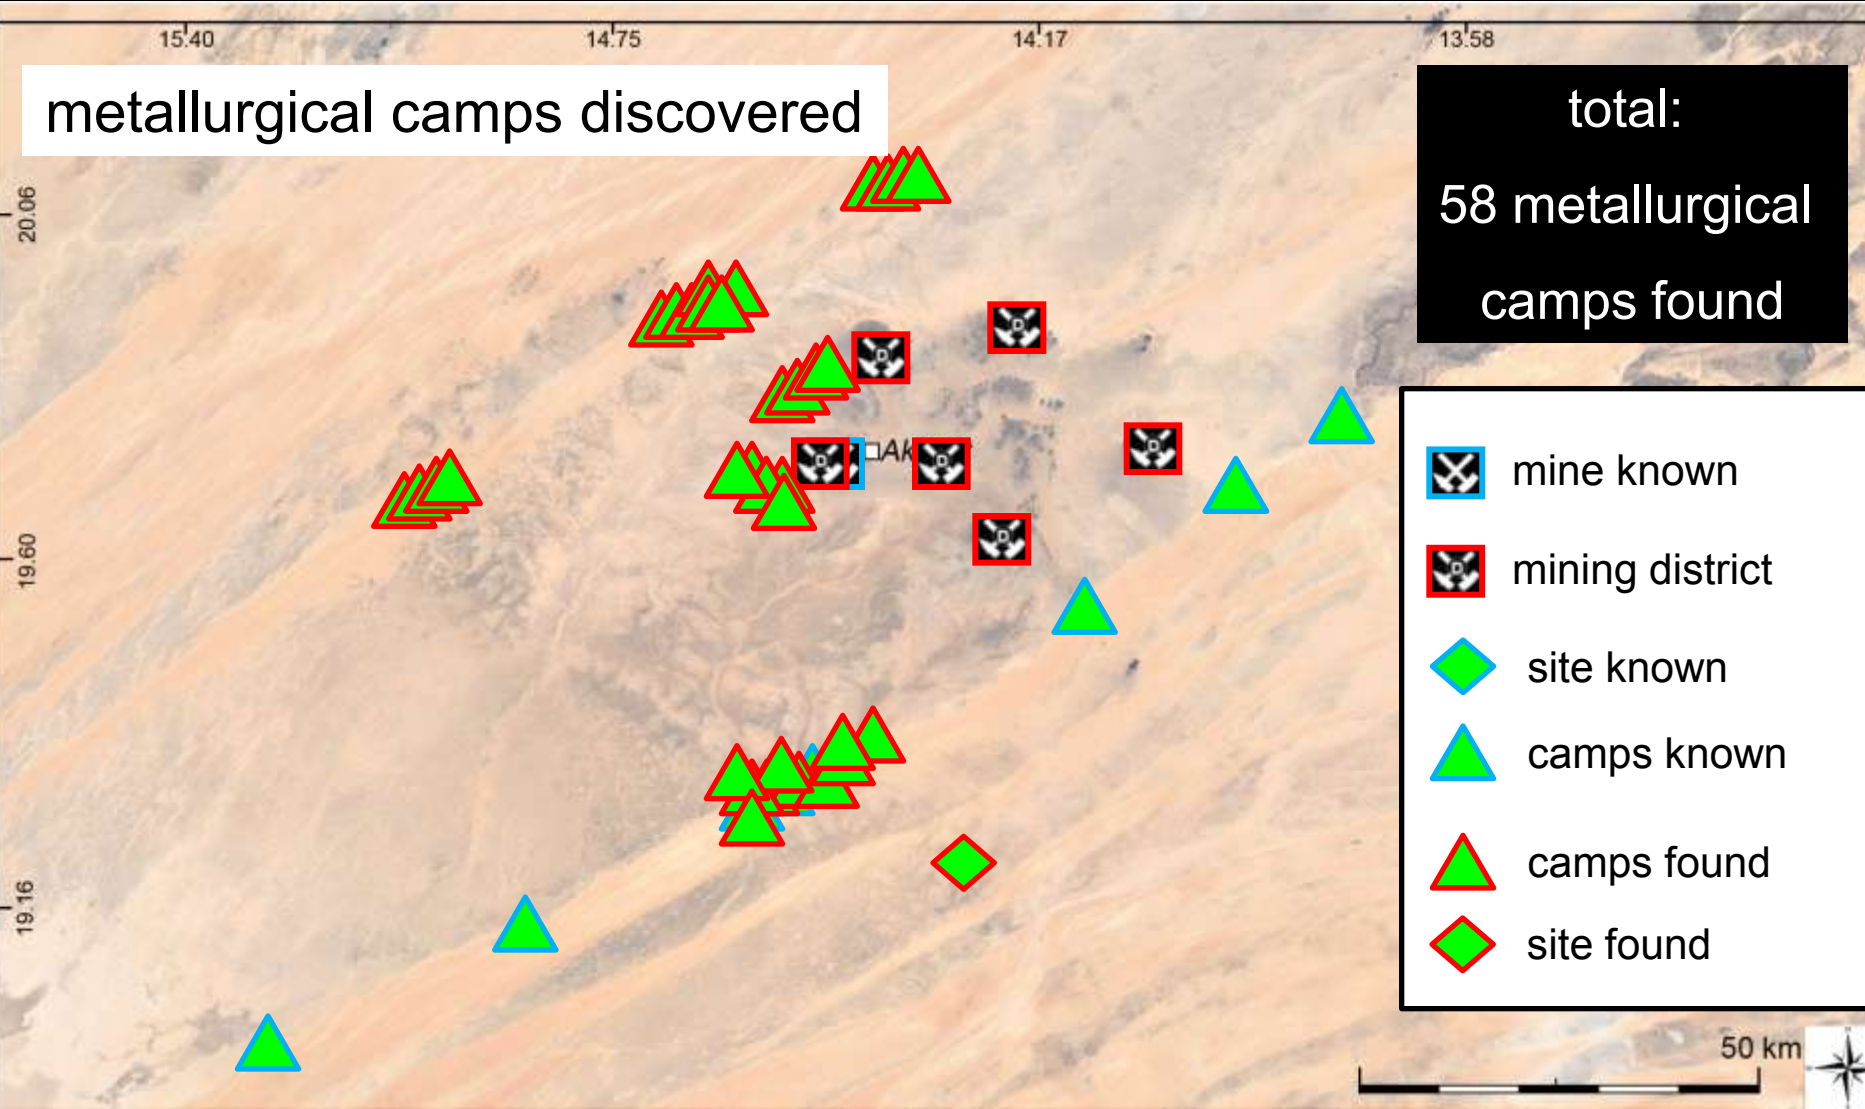 15.40 14.75 14.17 13.58
metallurgical camps discovered
total:
58 metallurgical
camps found
20.06
19.60
19.16
D
D
D
D
D
D
mine known
D
mining district
site known
camps known
camps found
site found
50 km